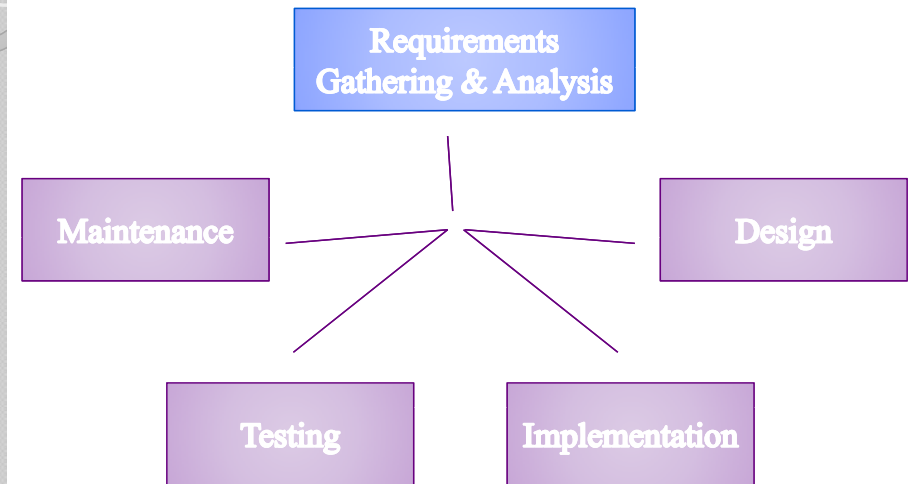 Requirements
Gathering & Analysis
Maintenance
Design
Testing
Implementation